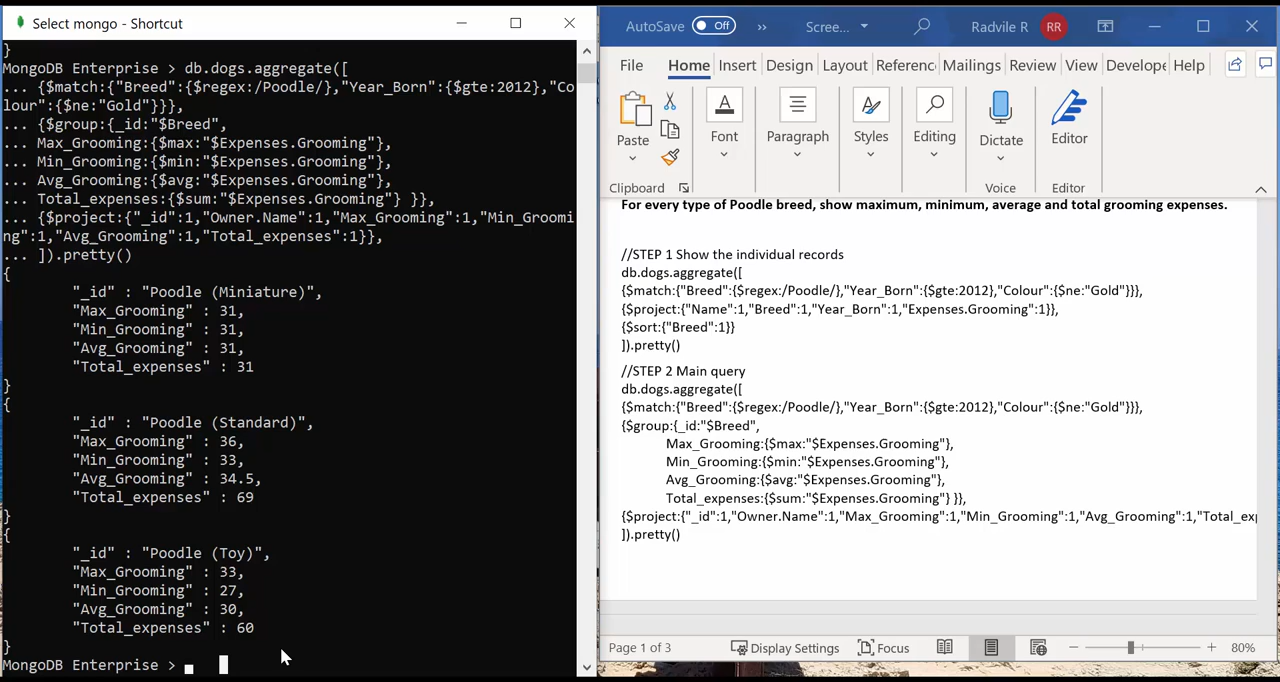 Select mongo - Shortcut
}
MongoDB Enterprise > db.dogs.aggregate([
... {$match:{"Breed":{$regex:/Poodle/},"Year_Born":{$gte:2012},"Co
lour":{$ne:"Gold"}}},
... {$group:{_id:"$Breed",
... Max_Grooming:{$max:"$Expenses.Grooming"},
... Min_Grooming:{$min:"$Expenses.Grooming"},
... Avg_Grooming:{$avg:"$Expenses.Grooming"},
... Total_expenses:{$sum:"$Expenses.Grooming"} }},
... {$project:{"_id":1,"Owner.Name":1,"Max_Grooming":1,"Min_Groomi
ng":1,"Avg_Grooming":1,"Total_expenses":1}},
... ]).pretty()
{
"_id" : "Poodle (Miniature)",
"Max_Grooming" : 31,
"Min_Grooming" : 31,
"Avg_Grooming" : 31,
"Total_expenses" : 31
}
{
"_id" : "Poodle (Standard)",
"Max_Grooming" : 36,
"Min_Grooming" : 33,
"Avg_Grooming" : 34.5,
"Total_expenses" : 69
}
{
"_id" : "Poodle (Toy)",
"Max_Grooming" : 33,
"Min_Grooming" : 27,
"Avg_Grooming" : 30,
"Total_expenses" : 60
}
MongoDB Enterprise >
AutoSave Off Scree... Radvile R RR
File Home Insert Design Layout Referenc Mailings Review View Develope Help
Paste Font Paragraph Styles Editing Dictate Editor
Clipboard Voice Editor
For every type of Poodle breed, show maximum, minimum, average and total grooming expenses.
//STEP 1 Show the individual records
db.dogs.aggregate([
{$match:{"Breed":{$regex:/Poodle/},"Year_Born":{$gte:2012},"Colour":{$ne:"Gold"}}},
{$project:{"Name":1,"Breed":1,"Year_Born":1,"Expenses.Grooming":1}},
{$sort:{"Breed":1}}
]).pretty()
//STEP 2 Main query
db.dogs.aggregate([
{$match:{"Breed":{$regex:/Poodle/},"Year_Born":{$gte:2012},"Colour":{$ne:"Gold"}}},
{$group:{_id:"$Breed",
Max_Grooming:{$max:"$Expenses.Grooming"},
Min_Grooming:{$min:"$Expenses.Grooming"},
Avg_Grooming:{$avg:"$Expenses.Grooming"},
Total_expenses:{$sum:"$Expenses.Grooming"} }},
{$project:{"_id":1,"Owner.Name":1,"Max_Grooming":1,"Min_Grooming":1,"Avg_Grooming":1,"Total_exp
]).pretty()
Page 1 of 3 Display Settings Focus 80%